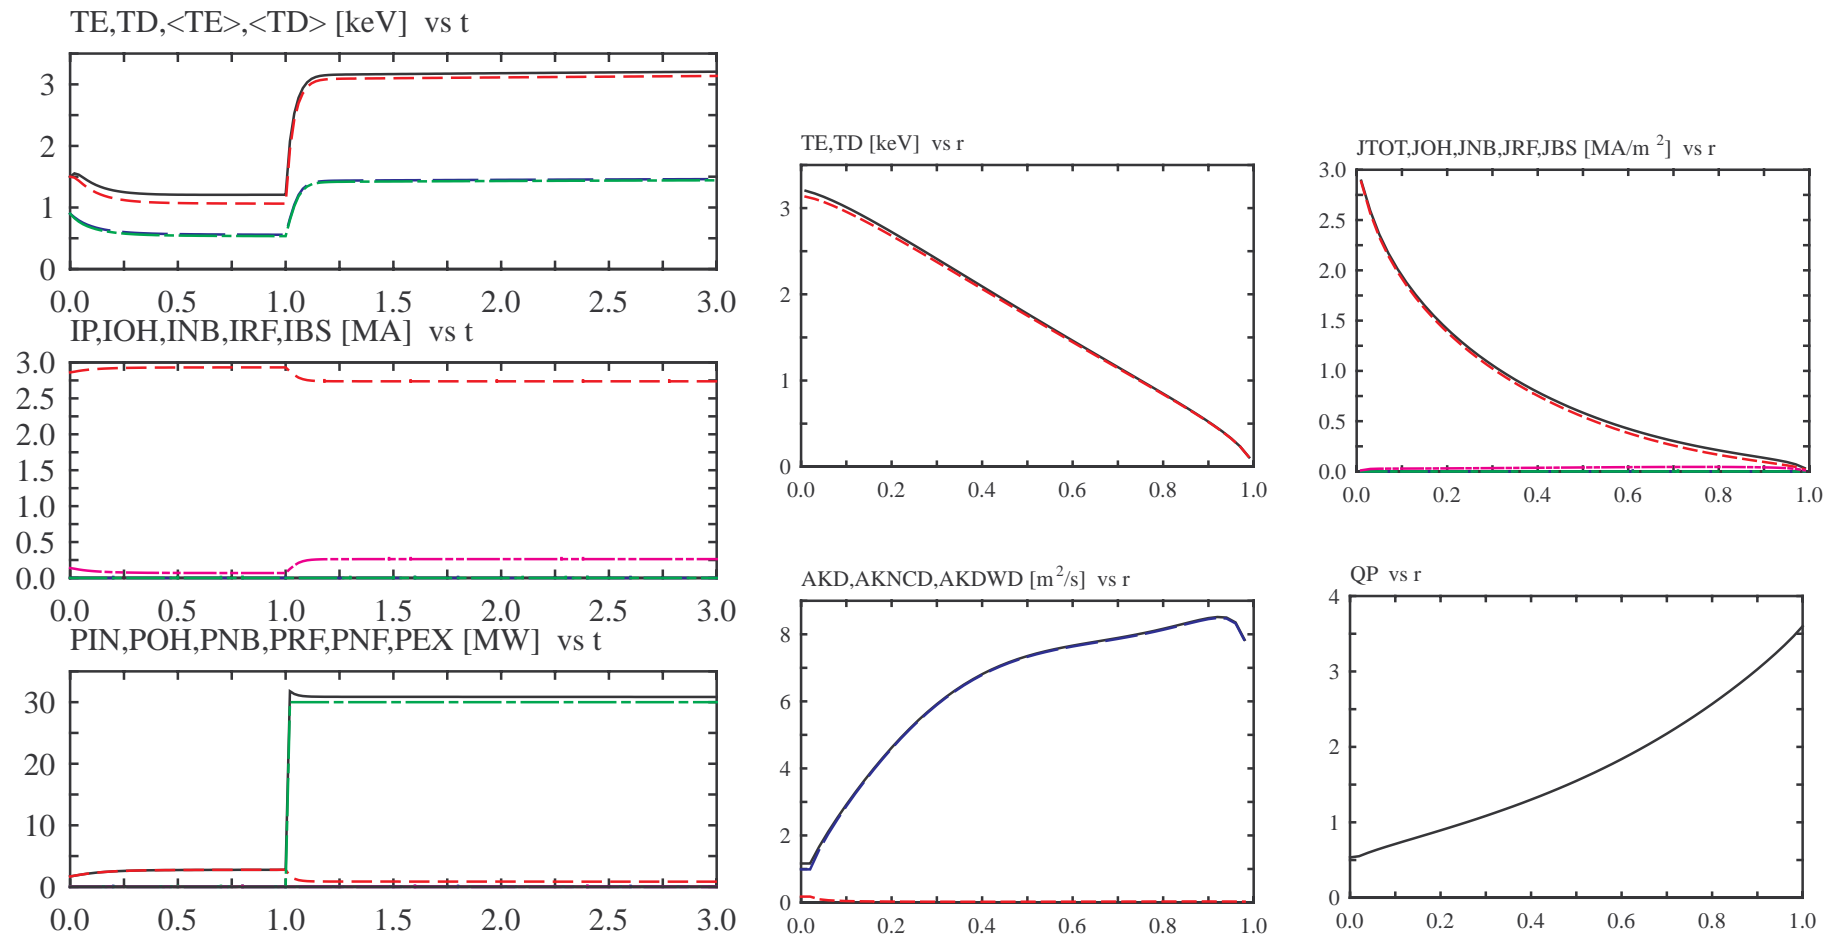 TE,TD,<TE>,<TD> [keV] vs t
3
2
1
0
0.0 0.5 1.0 1.5 2.0 2.5 3.0
IP,IOH,INB,IRF,IBS [MA] vs t
3.0
2.5
2.0
1.5
1.0
0.5
0.0
0.0 0.5 1.0 1.5 2.0 2.5 3.0
PIN,POH,PNB,PRF,PNF,PEX [MW] vs t
30
20
10
0
0.0 0.5 1.0 1.5 2.0 2.5 3.0
TE,TD [keV] vs r
3
2
1
0
0.0 0.2 0.4 0.6 0.8 1.0
AKD,AKNCD,AKDWD [m²/s] vs r
8
6
4
2
0
0.0 0.2 0.4 0.6 0.8 1.0
JTOT,JOH,JNB,JRF,JBS [MA/m²] vs r
3.0
2.5
2.0
1.5
1.0
0.5
0.0
0.0 0.2 0.4 0.6 0.8 1.0
QP vs r
4
3
2
1
0
0.0 0.2 0.4 0.6 0.8 1.0